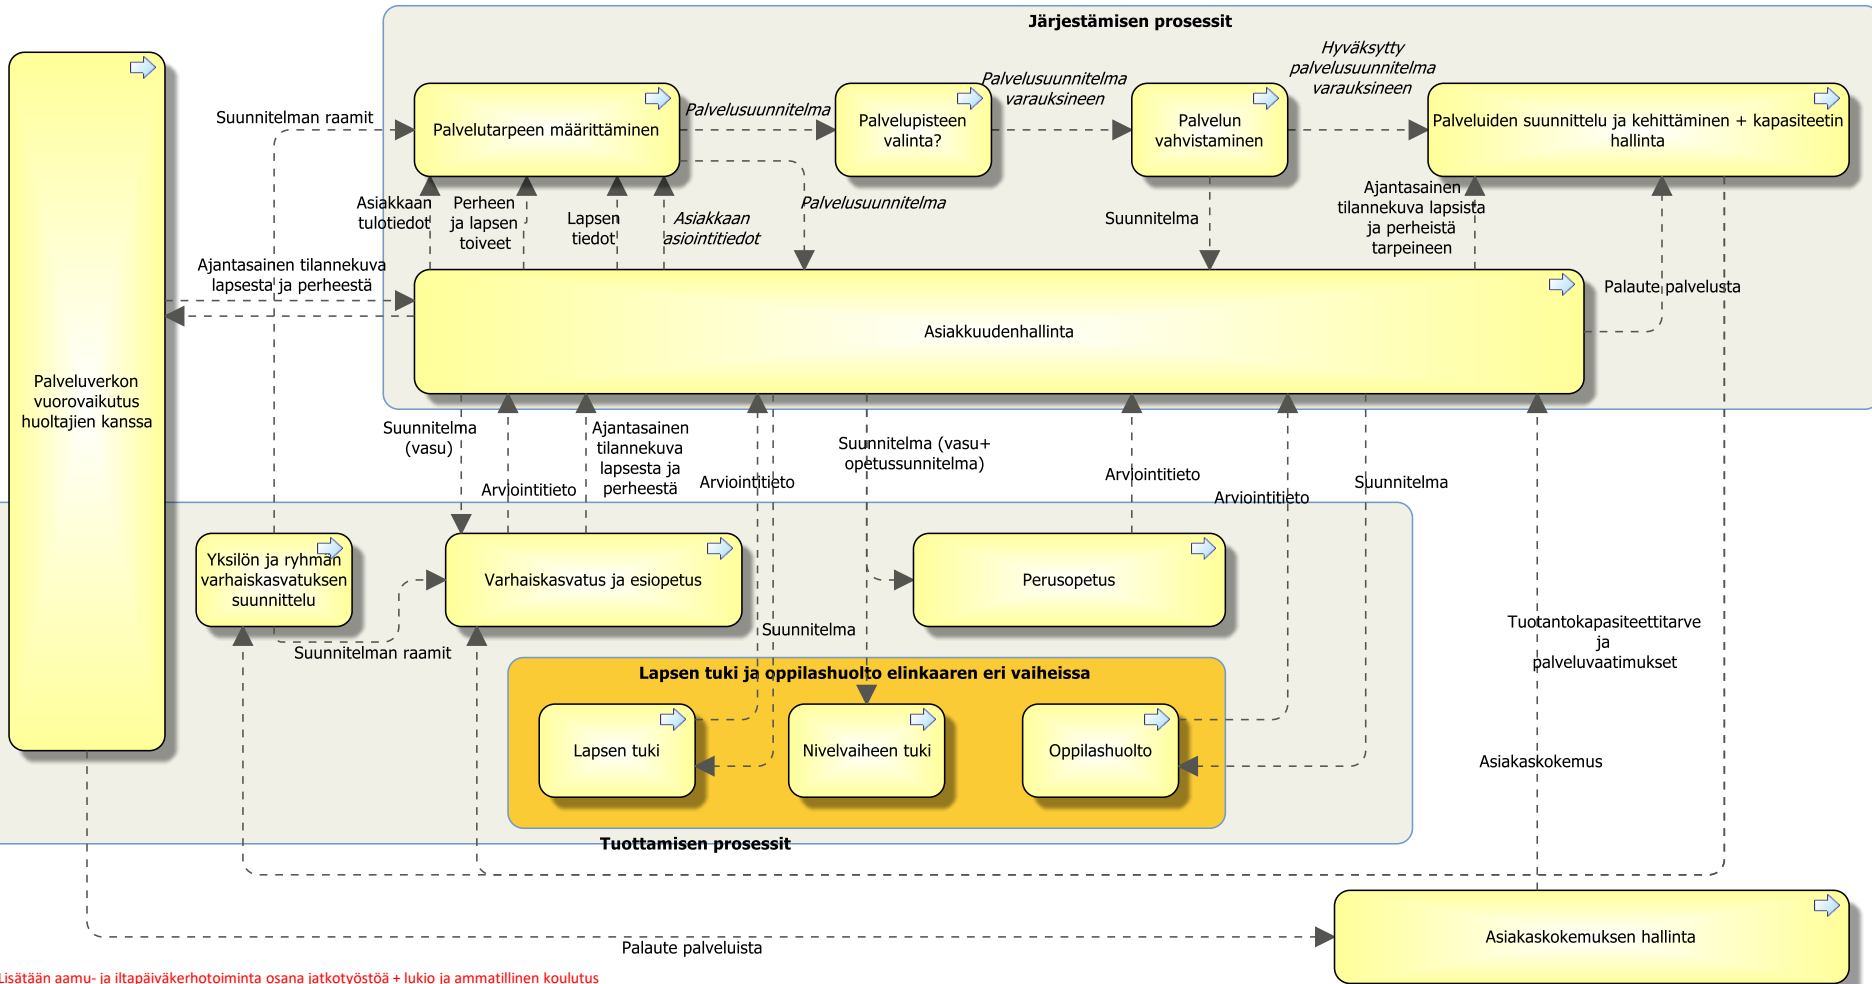 Järjestämisen prosessit
Hyväksytty
palvelusuunnitelma
varauksineen
Palvelusuunnitelma
varauksineen
Palvelusuunnitelma
Suunnitelman raamit
Palvelutarpeen määrittäminen
Palvelupisteen
valinta?
Palvelun
vahvistaminen
Palveluiden suunnittelu ja kehittäminen + kapasiteetin
hallinta
Asiakkaan
tulotiedot
Perheen
ja lapsen
toiveet
Lapsen
tiedot
Asiakkaan
asiointitiedot
Palvelusuunnitelma
Suunnitelma
Ajantasainen
tilannekuva lapsista
ja perheistä
tarpeineen
Ajantasainen tilannekuva
lapsesta ja perheestä
Palaute palvelusta
Asiakkuudenhallinta
Palveluverkon
vuorovaikutus
huoltajien kanssa
Suunnitelma
(vasu)
Arviointitieto
Ajantasainen
tilannekuva
lapsesta ja
perheestä
Arviointitieto
Suunnitelma (vasu+
opetussunnitelma)
Arviointitieto
Arviointitieto
Suunnitelma
Yksilön ja ryhmän
varhaiskasvatuksen
suunnittelu
Varhaiskasvatus ja esiopetus
Perusopetus
Suunnitelman raamit
Suunnitelma
Tuotantokapasiteettitarve
ja
palveluvaatimukset
Lapsen tuki ja oppilashuolto elinkaaren eri vaiheissa
Lapsen tuki
Nivelvaiheen tuki
Oppilashuolto
Asiakaskokemus
Tuottamisen prosessit
Palaute palveluista
Asiakaskokemuksen hallinta
Lisätään aamu- ja iltapäiväkerhotoiminta osana jatkotyöstöä + lukio ja ammatillinen koulutus